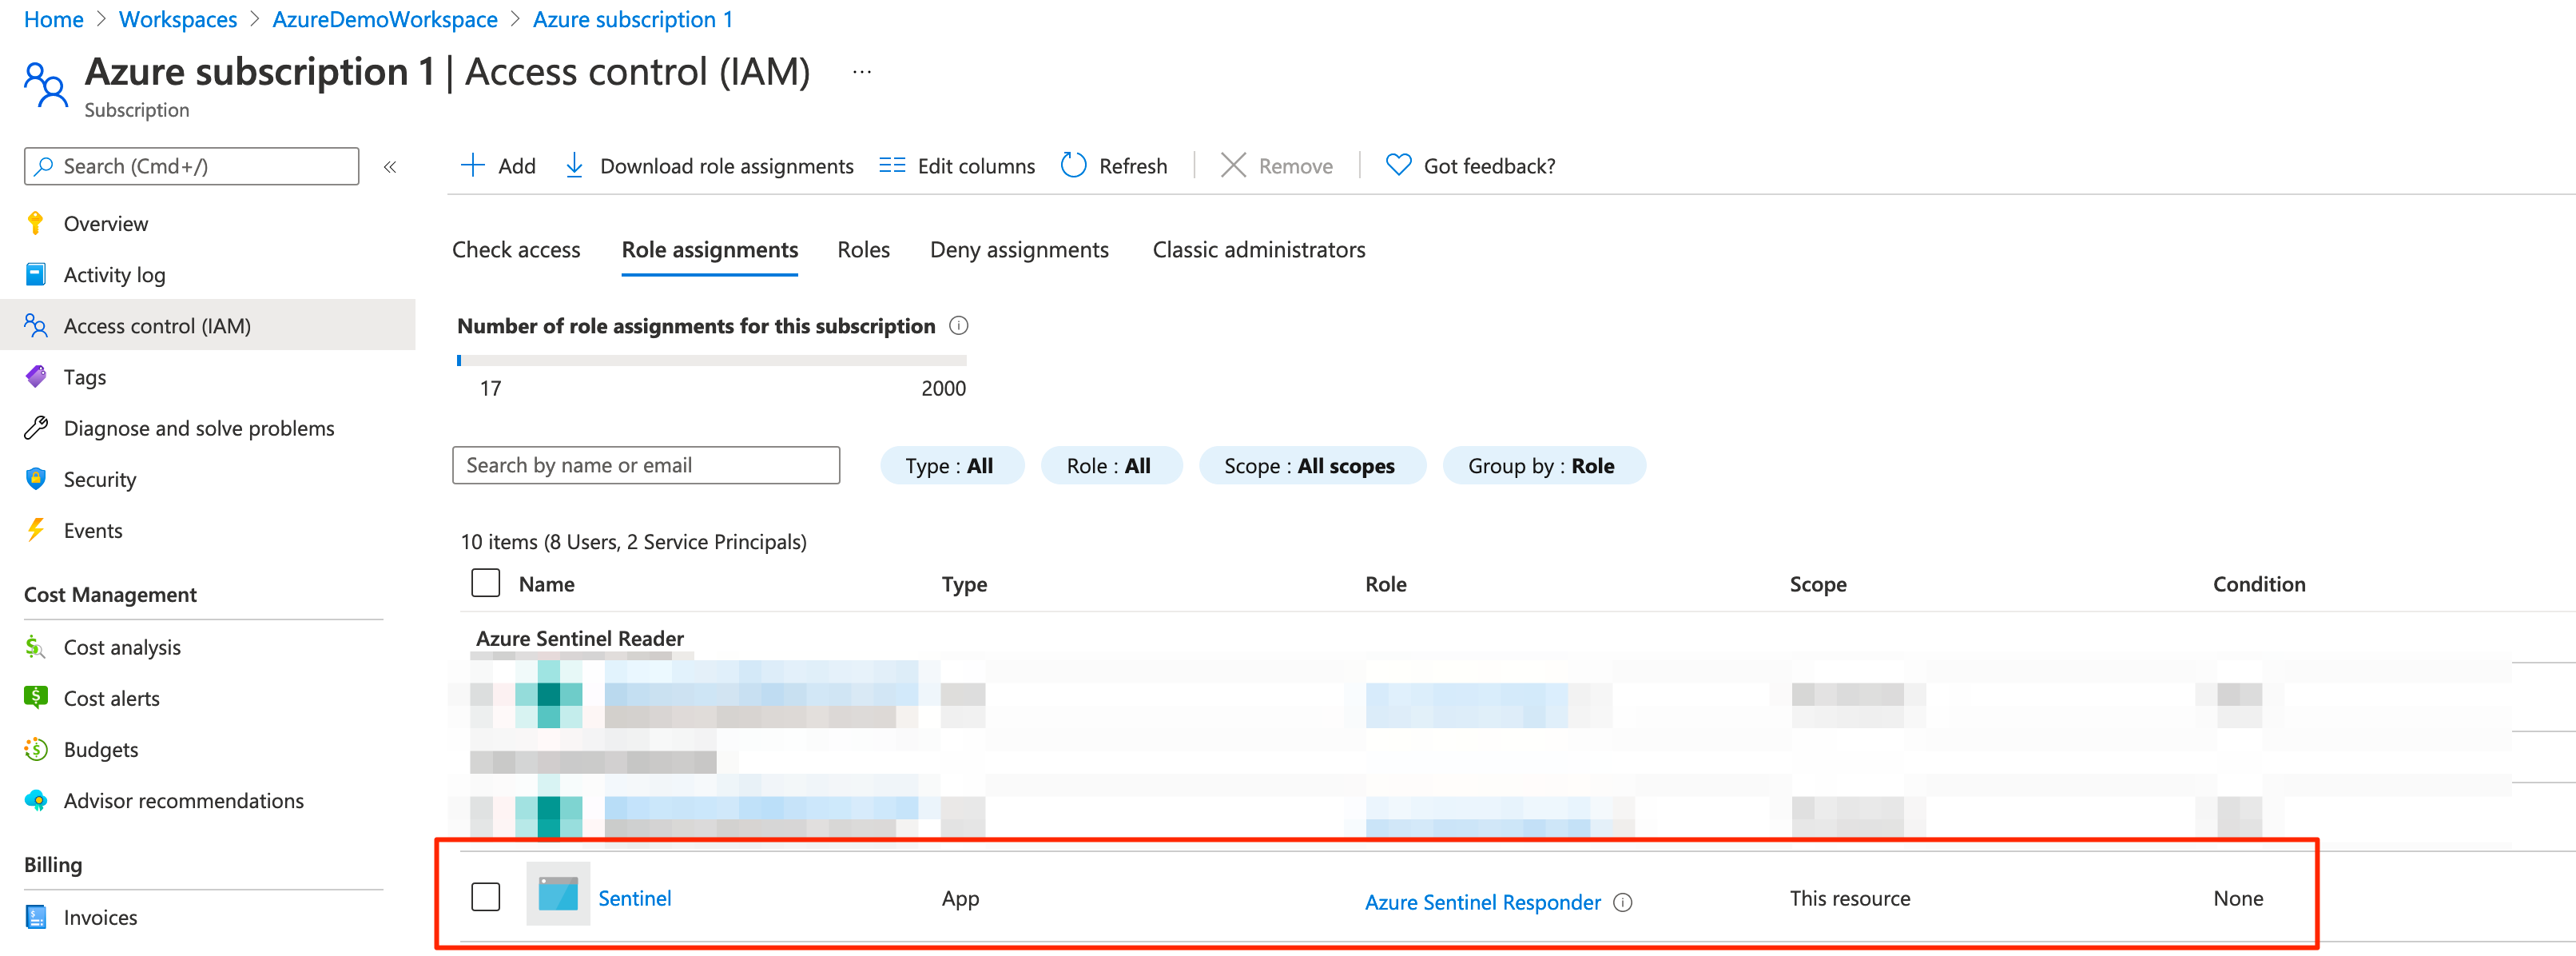 Home > Workspaces > AzureDemoWorkspace > Azure subscription 1
Azure subscription 1 | Access control (IAM) ...
Subscription
Search (Cmd+/) «
Overview
Activity log
Access control (IAM)
Tags
Diagnose and solve problems
Security
Events
Cost Management
Cost analysis
Cost alerts
Budgets
Advisor recommendations
Billing
Invoices
Add Download role assignments Edit columns Refresh Remove Got feedback?
Check access Role assignments Roles Deny assignments Classic administrators
Number of role assignments for this subscription
17 2000
Search by name or email Type : All Role : All Scope : All scopes Group by : Role
10 items (8 Users, 2 Service Principals)
Name Type Role Scope Condition
Azure Sentinel Reader
Sentinel App Azure Sentinel Responder This resource None